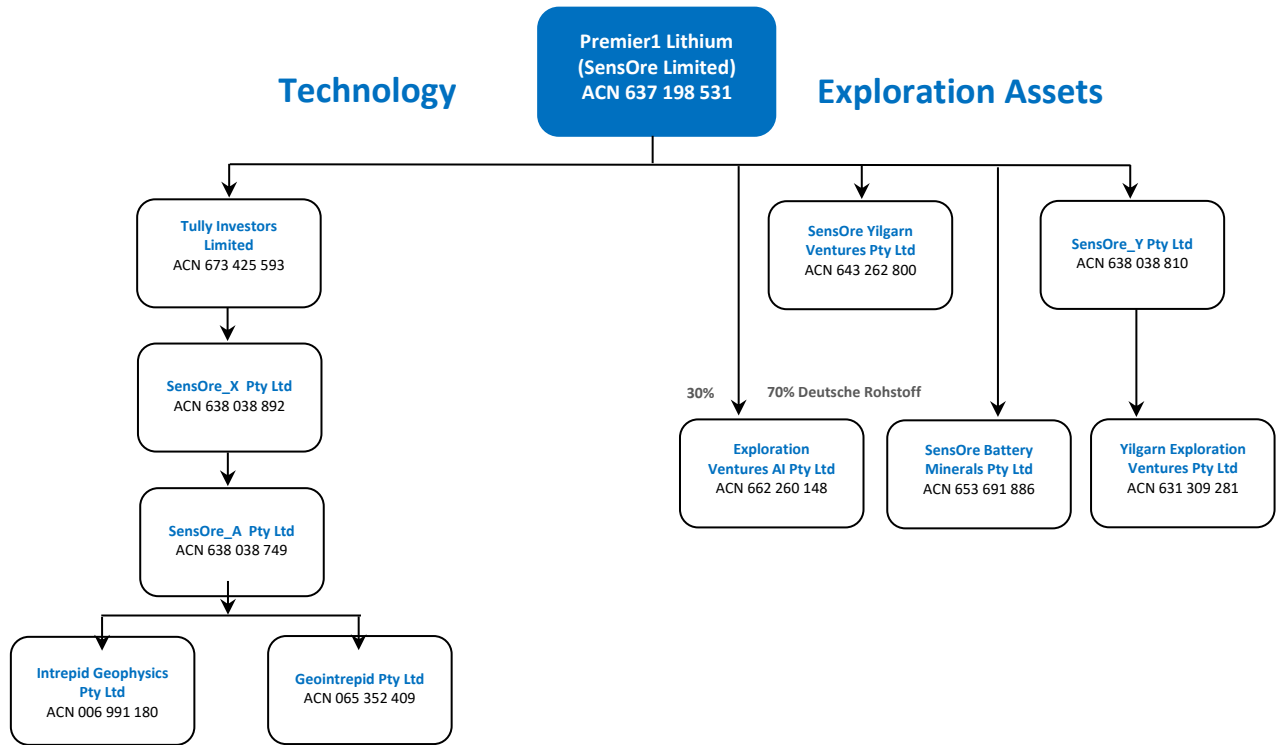 Premier1 Lithium
(SensOre Limited)
ACN 637 198 531
Technology
Exploration Assets
Tully Investors
Limited
ACN 673 425 593
SensOre Yilgarn
Ventures Pty Ltd
ACN 643 262 800
SensOre_Y Pty Ltd
ACN 638 038 810
SensOre_X  Pty Ltd
ACN 638 038 892
30%
70% Deutsche Rohstoff
Exploration
Ventures AI Pty Ltd
ACN 662 260 148
SensOre Battery
Minerals Pty Ltd
ACN 653 691 886
Yilgarn Exploration
Ventures Pty Ltd
ACN 631 309 281
SensOre_A  Pty Ltd
ACN 638 038 749
Intrepid Geophysics
Pty Ltd
ACN 006 991 180
Geointrepid Pty Ltd
ACN 065 352 409